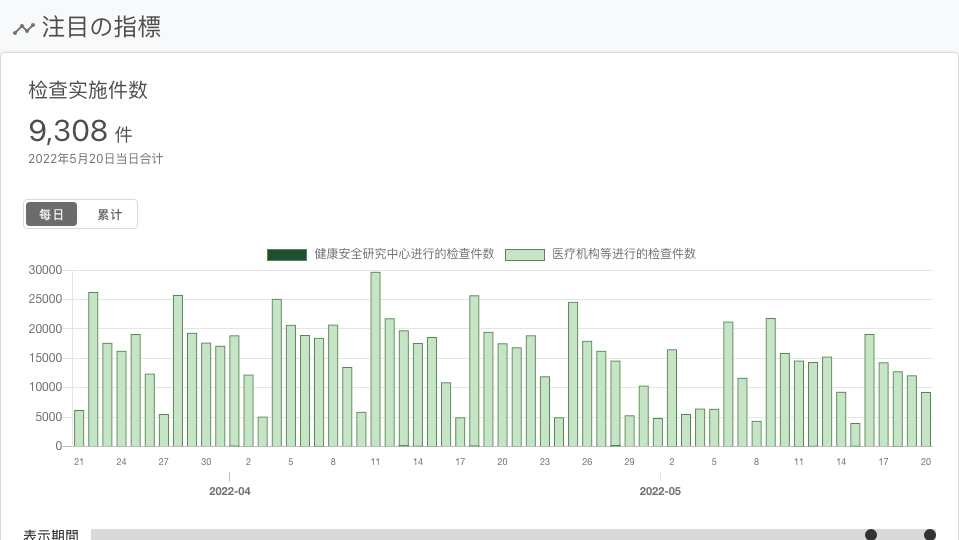 注目の指標
检查实施件数
9,308 件
2022年5月20日当日合计
每日 累计
健康安全研究中心进行的检查件数 医疗机构等进行的检查件数
30000
25000
20000
15000
10000
5000
0
21 24 27 30 2 5 8 11 14 17 20 23 26 29 2 5 8 11 14 17 20
2022-04 2022-05
表示期間